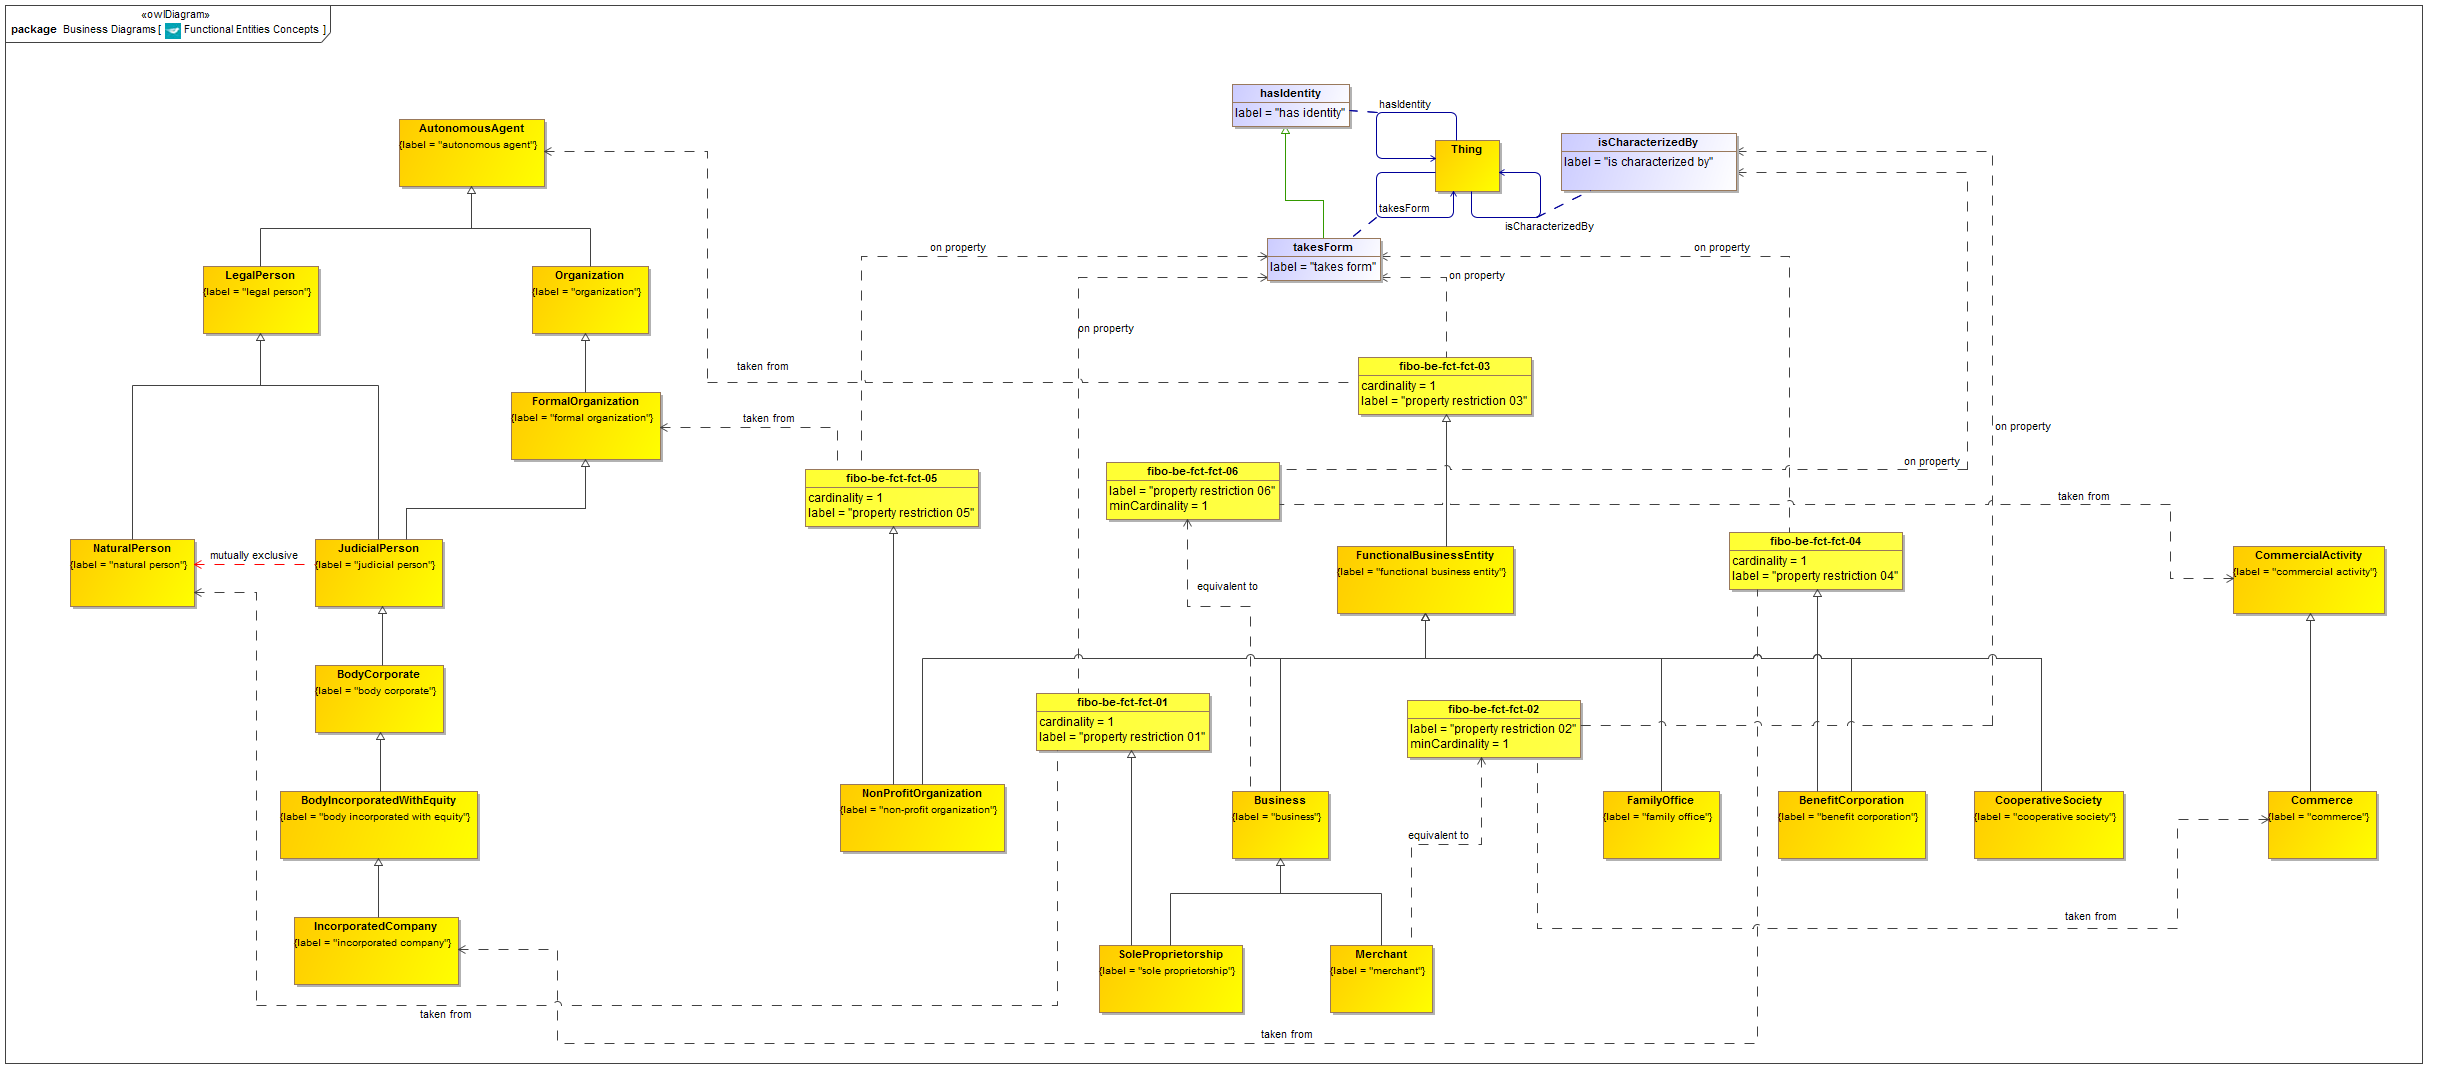 «owlDiagram»
package Business Diagrams [ Functional Entities Concepts ]
hasIdentity
label = "has identity"
hasIdentity
AutonomousAgent
{label = "autonomous agent"}
Thing
isCharacterizedBy
label = "is characterized by"
takesForm
isCharacterizedBy
takesForm
label = "takes form"
on property
on property
on property
on property
LegalPerson
{label = "legal person"}
Organization
{label = "organization"}
taken from
fibo-be-fct-fct-03
cardinality = 1
label = "property restriction 03"
FormalOrganization
{label = "formal organization"}
taken from
on property
on property
fibo-be-fct-fct-05
cardinality = 1
label = "property restriction 05"
fibo-be-fct-fct-06
label = "property restriction 06"
minCardinality = 1
taken from
NaturalPerson
{label = "natural person"}
mutually exclusive
JudicialPerson
{label = "judicial person"}
equivalent to
FunctionalBusinessEntity
{label = "functional business entity"}
fibo-be-fct-fct-04
cardinality = 1
label = "property restriction 04"
CommercialActivity
{label = "commercial activity"}
BodyCorporate
{label = "body corporate"}
fibo-be-fct-fct-01
cardinality = 1
label = "property restriction 01"
fibo-be-fct-fct-02
label = "property restriction 02"
minCardinality = 1
BodyIncorporatedWithEquity
{label = "body incorporated with equity"}
NonProfitOrganization
{label = "non-profit organization"}
Business
{label = "business"}
equivalent to
FamilyOffice
{label = "family office"}
BenefitCorporation
{label = "benefit corporation"}
CooperativeSociety
{label = "cooperative society"}
Commerce
{label = "commerce"}
IncorporatedCompany
{label = "incorporated company"}
SoleProprietorship
{label = "sole proprietorship"}
Merchant
{label = "merchant"}
taken from
taken from
taken from